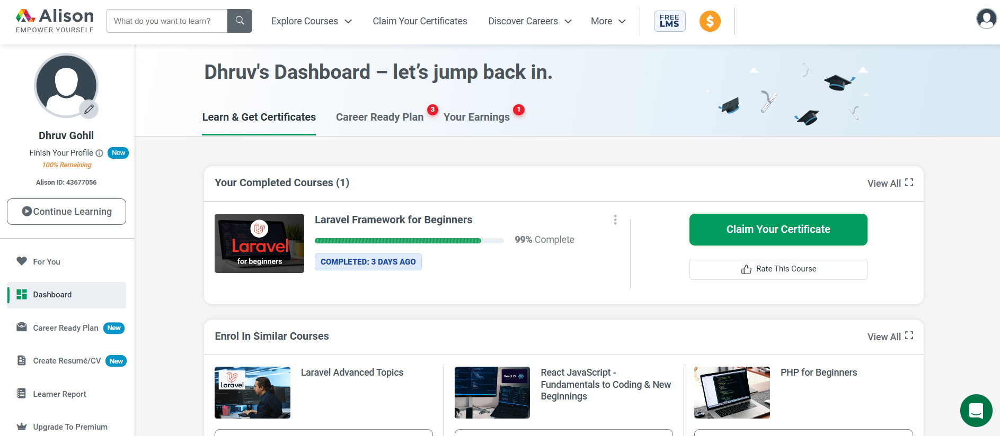 Alison
EMPOWER YOURSELF
What do you want to learn?
Explore Courses
Claim Your Certificates
Discover Careers
More
FREE
LMS
$
Dhruv Gohil
Finish Your Profile
New
100% Remaining
Alison ID: 43677056
Continue Learning
For You
Dashboard
Career Ready Plan
New
Create Resumé/CV
New
Learner Report
Upgrade To Premium
Dhruv's Dashboard – let’s jump back in.
Learn & Get Certificates
Career Ready Plan
3
Your Earnings
1
Your Completed Courses (1)
View All
Laravel
for beginners
Laravel Framework for Beginners
99% Complete
COMPLETED: 3 DAYS AGO
Claim Your Certificate
Rate This Course
Enrol In Similar Courses
View All
Laravel
Laravel Advanced Topics
React JS
React JavaScript -
Fundamentals to Coding & New
Beginnings
PHP for Beginners